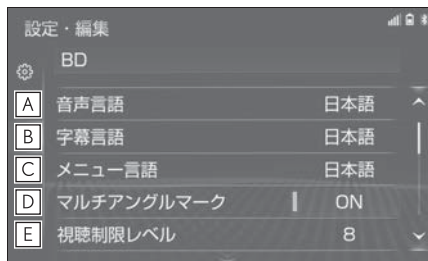 設定・編集
BD
A 音声言語 日本語
B 字幕言語 日本語
C メニュー言語 日本語
D マルチアングルマーク ON
E 視聴制限レベル 8